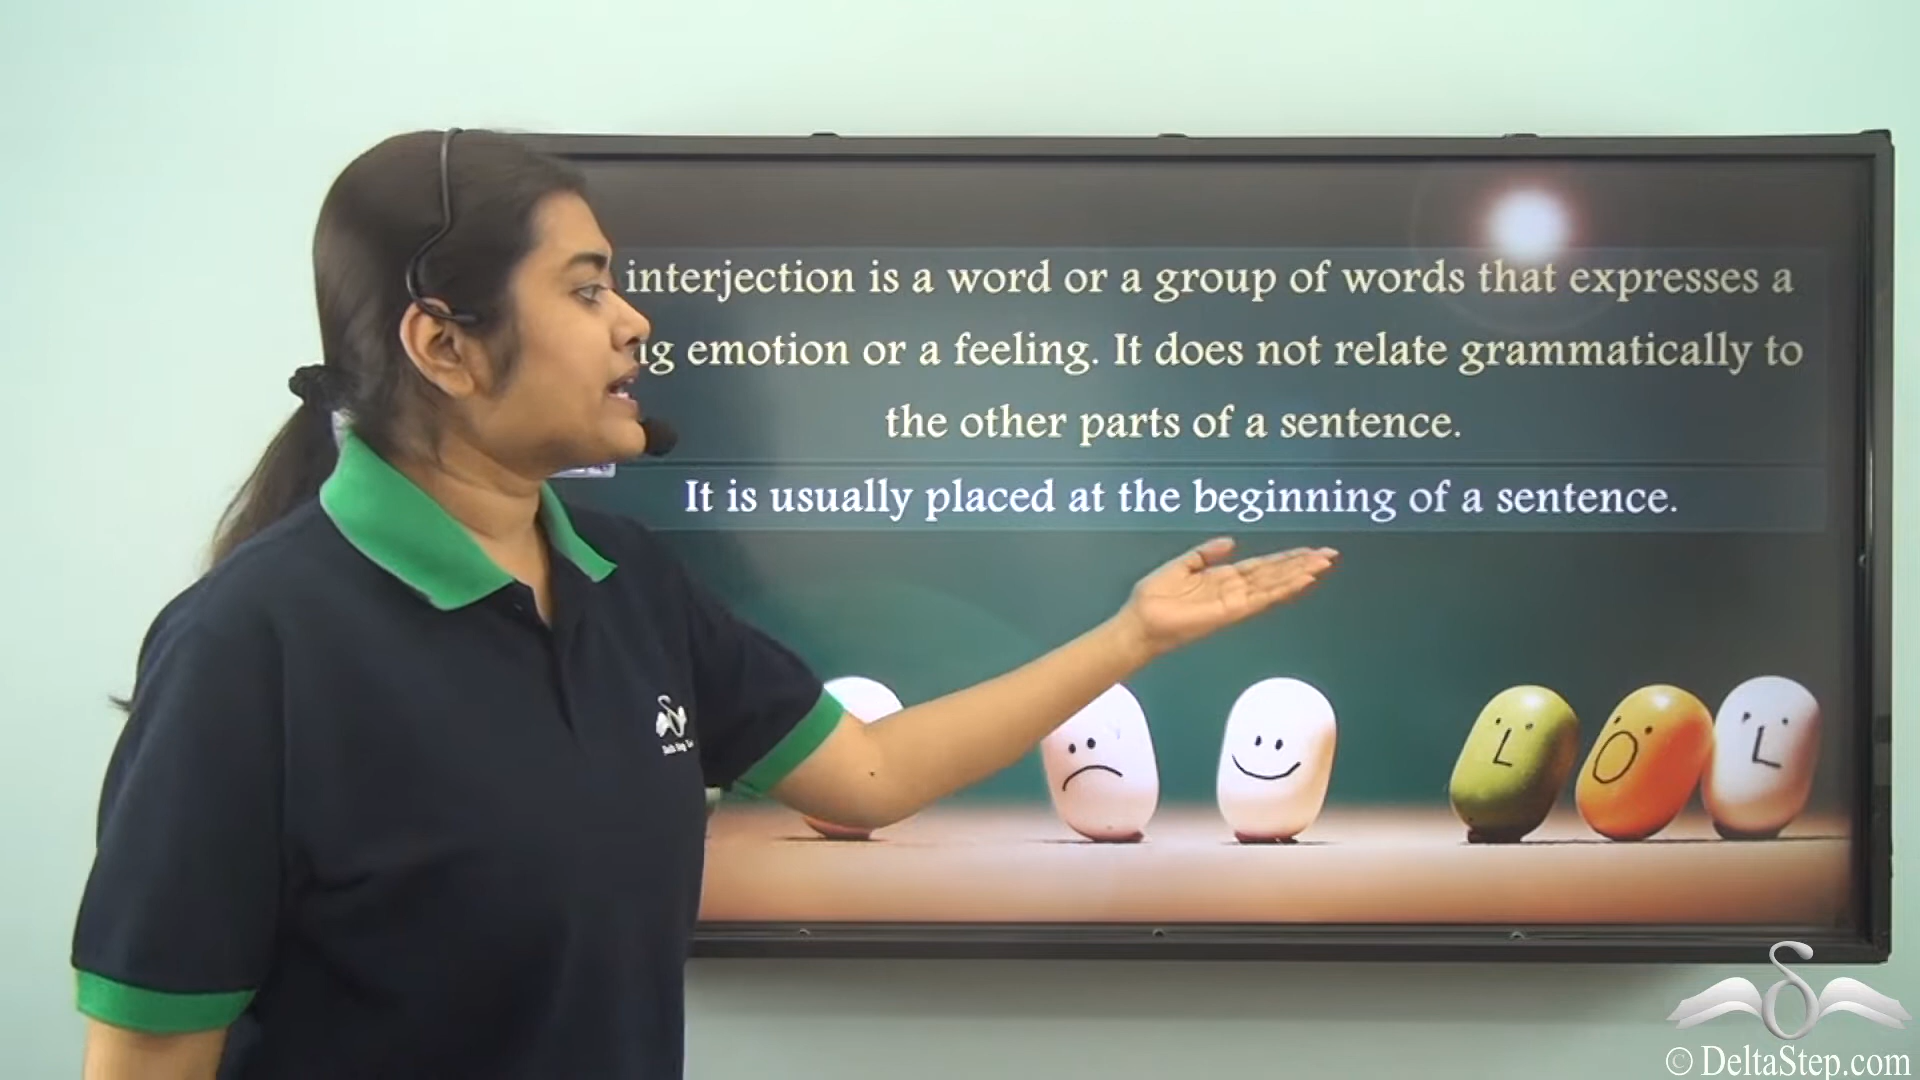 interjection is a word or a group of words that expresses a
emotion or a feeling. It does not relate grammatically to
the other parts of a sentence.
It is usually placed at the beginning of a sentence.
© DeltaStep.com